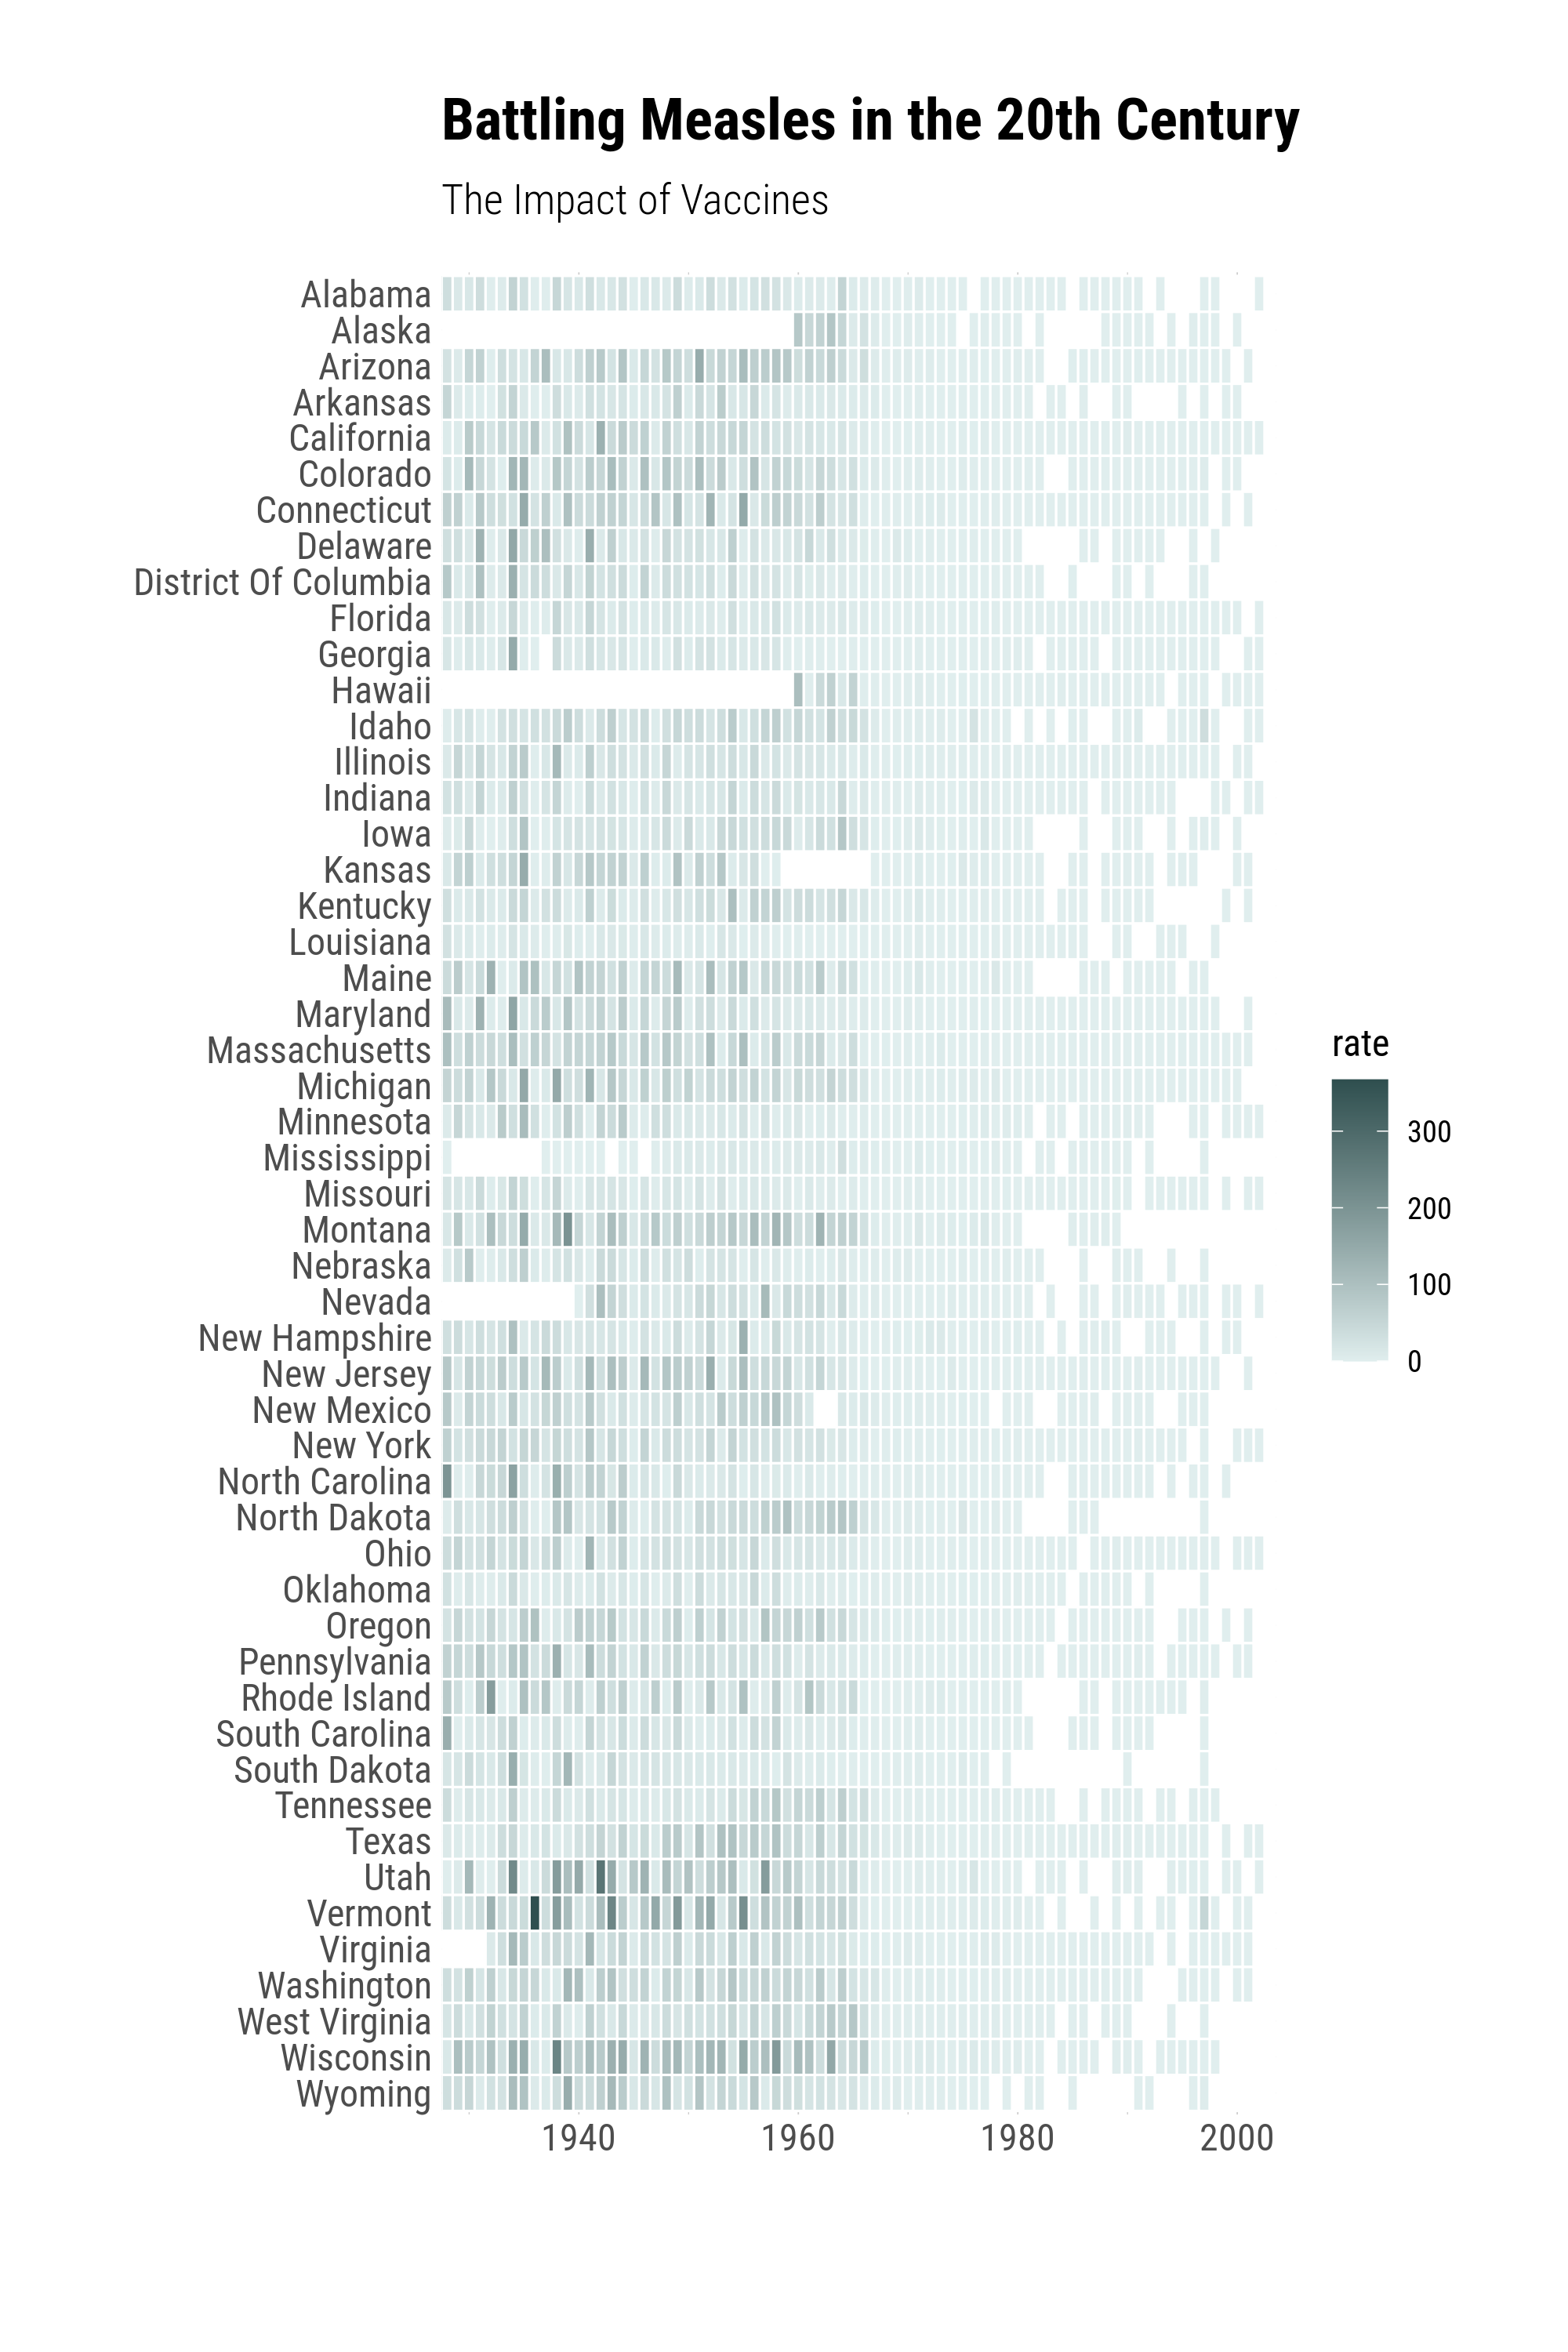 Battling Measles in the 20th Century
The Impact of Vaccines
Alabama
Alaska
Arizona
Arkansas
California
Colorado
Connecticut
Delaware
District Of Columbia
Florida
Georgia
Hawaii
Idaho
Illinois
Indiana
Iowa
Kansas
Kentucky
Louisiana
Maine
Maryland
Massachusetts
Michigan
Minnesota
Mississippi
Missouri
Montana
Nebraska
Nevada
New Hampshire
New Jersey
New Mexico
New York
North Carolina
North Dakota
Ohio
Oklahoma
Oregon
Pennsylvania
Rhode Island
South Carolina
South Dakota
Tennessee
Texas
Utah
Vermont
Virginia
Washington
West Virginia
Wisconsin
Wyoming
1940 1960 1980 2000
rate
300
200
100
0